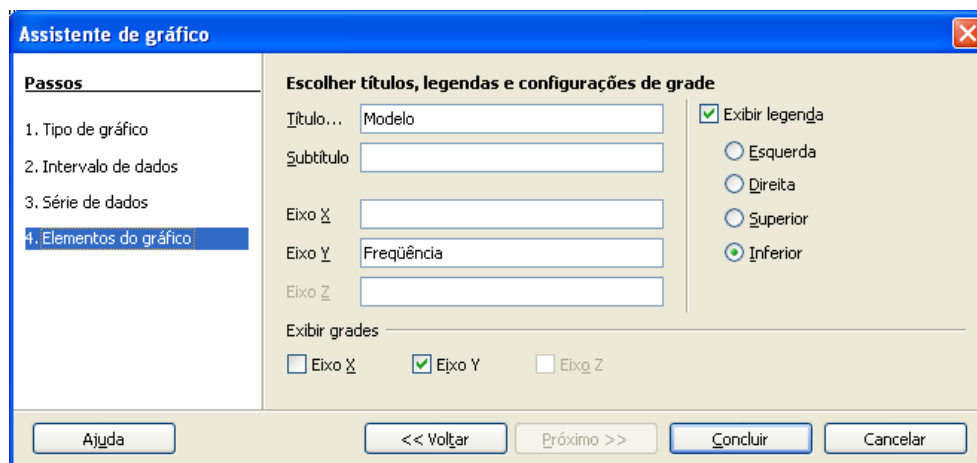 Assistente de gráfico
Passos
1. Tipo de gráfico
2. Intervalo de dados
3. Série de dados
4. Elementos do gráfico
Escolher títulos, legendas e configurações de grade
Título... Modelo
Subtítulo
Eixo X
Eixo Y Freqüência
Eixo Z
Exibir legenda
Esquerda
Direita
Superior
Inferior
Exibir grades
Eixo X Eixo Y Eixo Z
Ajuda << Voltar Próximo >> Concluir Cancelar